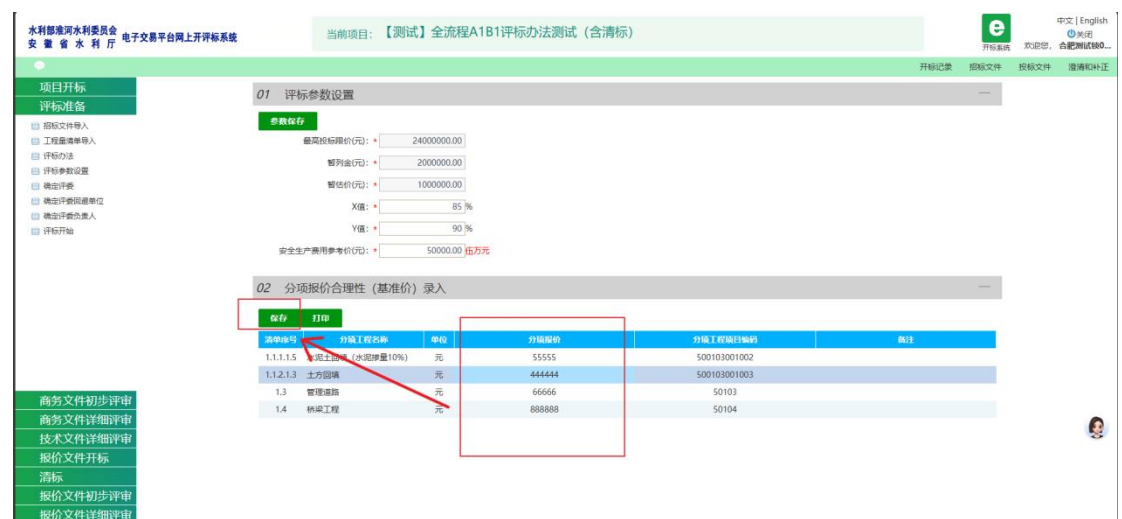 水利部淮河水利委员会
安徽省水利厅
电子交易平台网上开评标系统
当前项目：【测试】全流程A1B1评标办法测试（含清标）
e
开标系统
中文 | English
关闭
欢迎您，
开标记录 招标文件 投标文件 澄清和补正
项目开标
评标准备
招标文件导入
工程量清单导入
评标办法
评标参数设置
确定评委
确定评委回避单位
确定评委负责人
评标开始
商务文件初步评审
商务文件详细评审
技术文件详细评审
报价文件开标
清标
报价文件初步评审
报价文件详细评审
01 评标参数设置
参数保存
最高投标限价(元)： * 24000000.00
暂列金(元)： * 2000000.00
暂估价(元)： * 1000000.00
X值： * 85 %
Y值： * 90 %
安全生产费用参考价(元)： * 50000.00 伍万元
02 分项报价合理性（基准价）录入
保存 打印
清单序号 分项工程名称 单位 分项报价 分项工程项目编码 备注
1.1.1.1.5 水泥土回填（水泥掺量10%） 元 55555 500103001002
1.1.2.1.3 土方回填 元 444444 500103001003
1.3 管理道路 元 66666 50103
1.4 桥梁工程 元 888888 50104